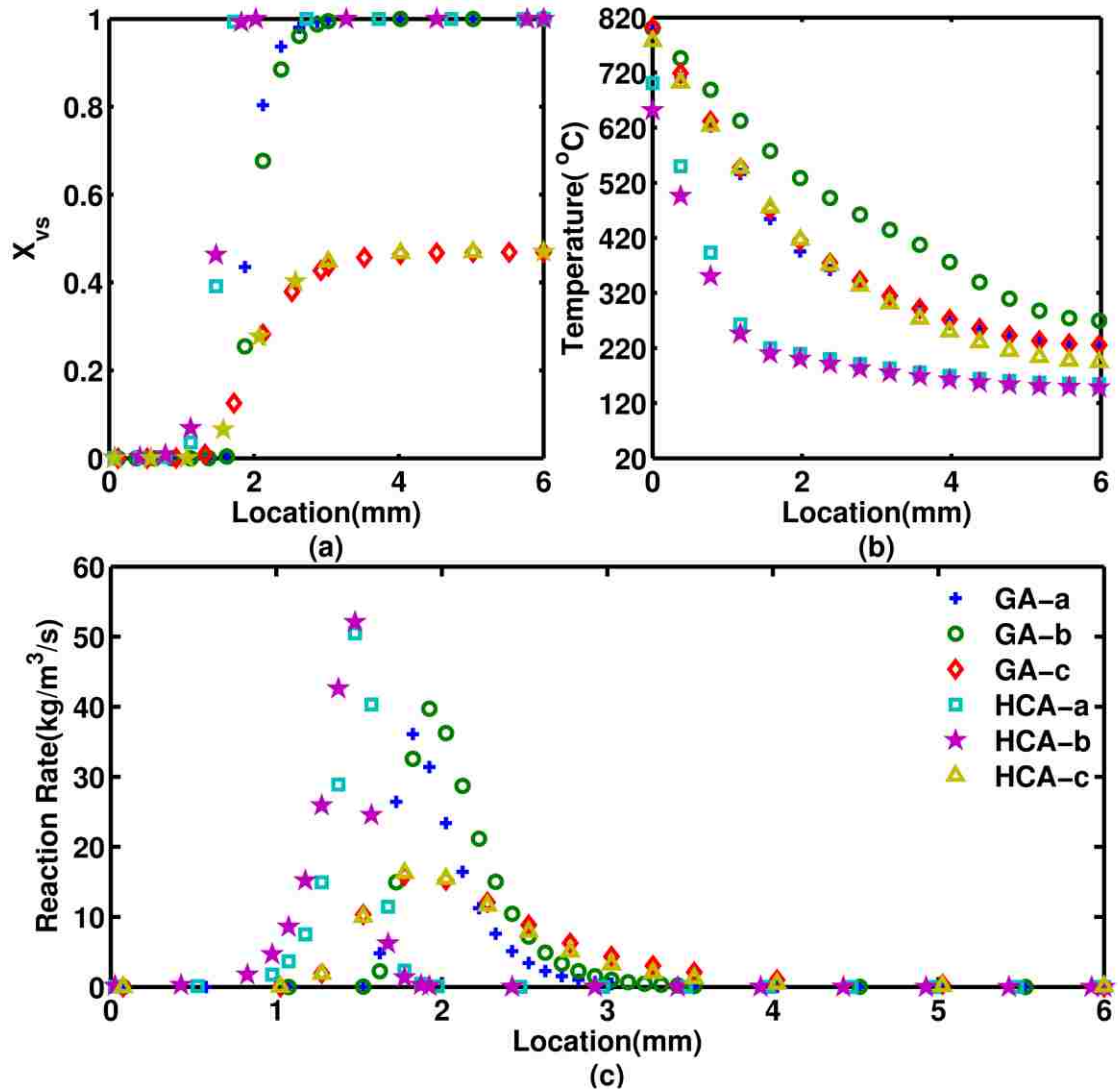 1
0.8
0.6
0.4
0.2
0
X_vs
0 2 4 6
Location(mm)
(a)
820
720
620
520
420
320
220
120
20
Temperature( °C)
0 2 4 6
Location(mm)
(b)
60
50
40
30
20
10
0
Reaction Rate(kg/m³/s)
GA-a
GA-b
GA-c
HCA-a
HCA-b
HCA-c
0 1 2 3 4 5 6
Location(mm)
(c)